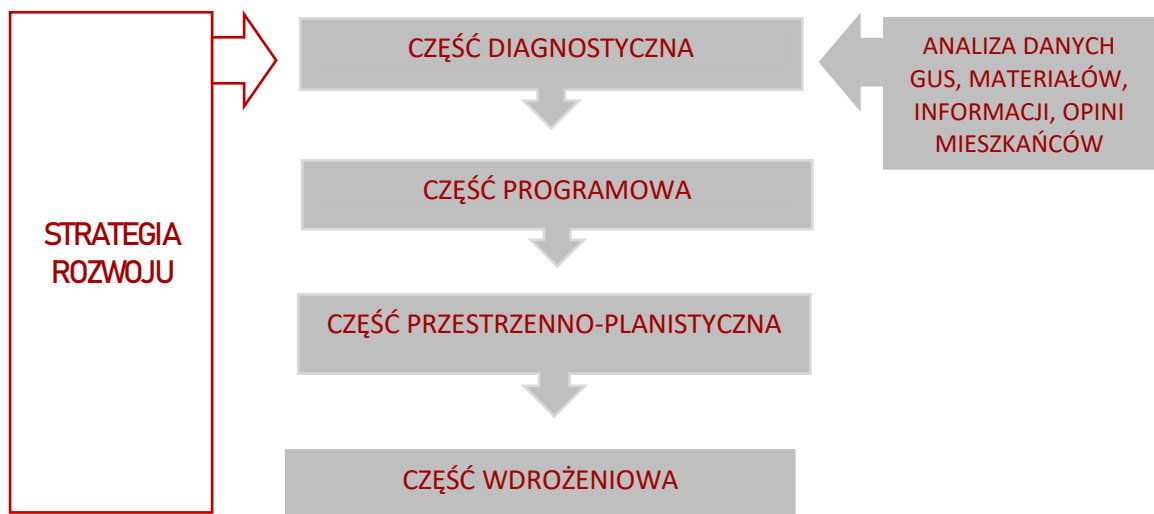 STRATEGIA
ROZWOJU
CZĘŚĆ DIAGNOSTYCZNA
ANALIZA DANYCH
GUS, MATERIAŁÓW,
INFORMACJI, OPINI
MIESZKAŃCÓW
CZĘŚĆ PROGRAMOWA
CZĘŚĆ PRZESTRZENNO-PLANISTYCZNA
CZĘŚĆ WDROŻENIOWA